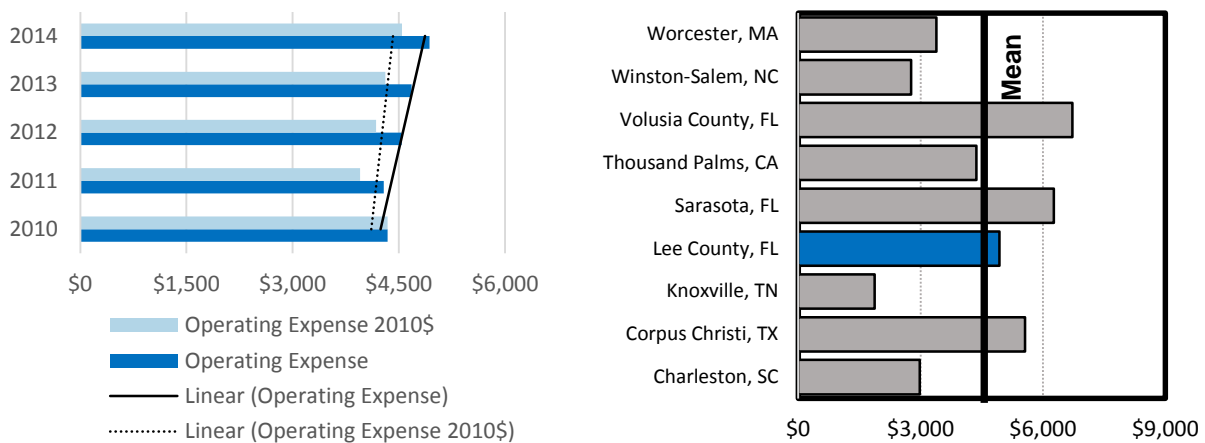 2014
2013
2012
2011
2010
$0 $1,500 $3,000 $4,500 $6,000
Operating Expense 2010$
Operating Expense
Linear (Operating Expense)
Linear (Operating Expense 2010$)
Worcester, MA
Winston-Salem, NC
Volusia County, FL
Thousand Palms, CA
Sarasota, FL
Lee County, FL
Knoxville, TN
Corpus Christi, TX
Charleston, SC
Mean
$0 $3,000 $6,000 $9,000